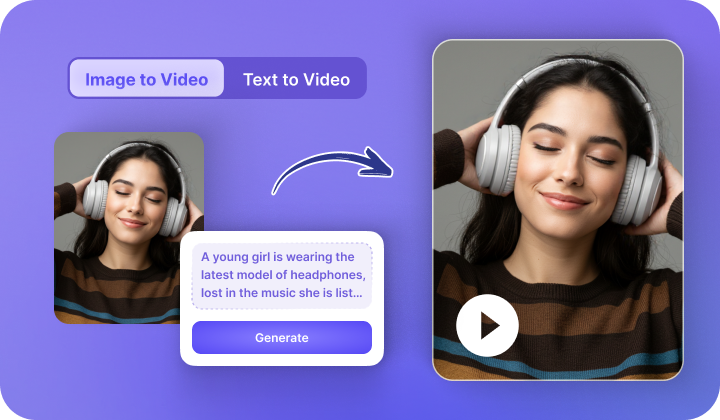 Image to Video
Text to Video
A young girl is wearing the
latest model of headphones,
lost in the music she is list...
Generate